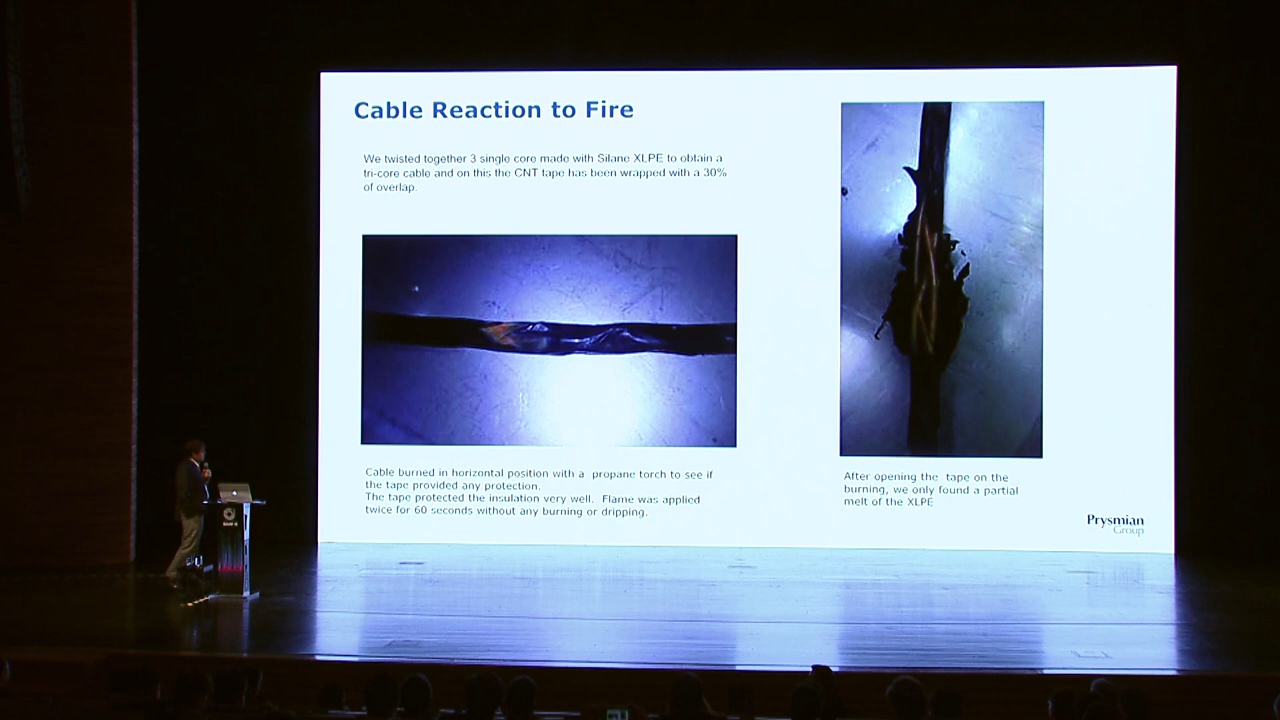 Cable Reaction to Fire
We twisted together 3 single core made with Silane XLPE to obtain a
tri-core cable and on this the CNT tape has been wrapped with a 30%
of overlap.
Cable burned in horizontal position with a propane torch to see if
the tape provided any protection.
The tape protected the insulation very well. Flame was applied
twice for 60 seconds without any burning or dripping.
After opening the tape on the
burning, we only found a partial
melt of the XLPE
Prysmian
Group